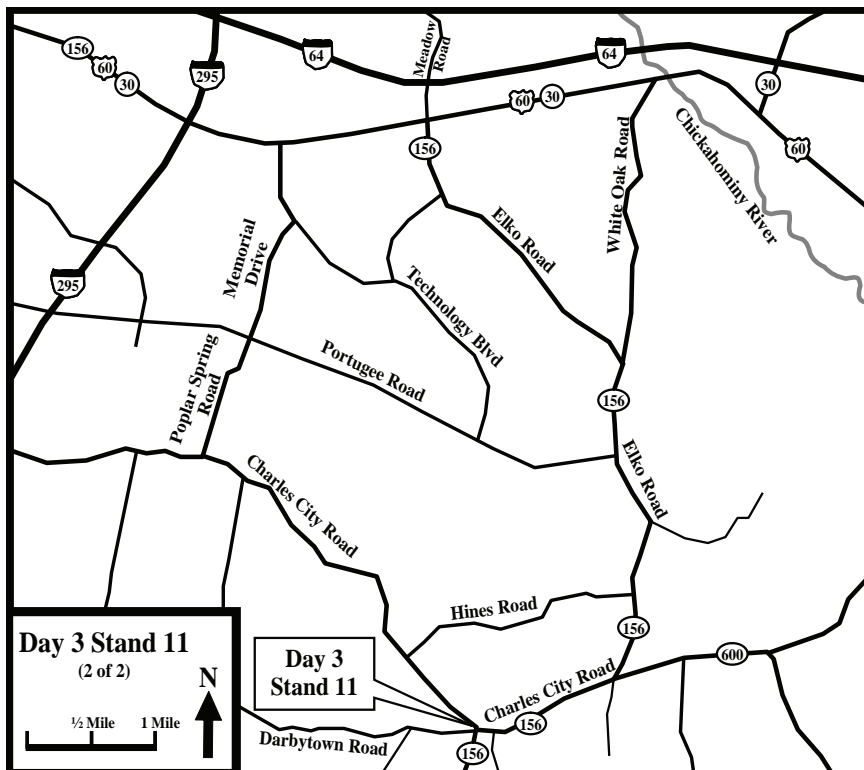 156
60
30
295
64
Meadow
Road
64
60
30
30
60
156
Chickahominy River
White Oak Road
Elko Road
Memorial
Drive
295
Technology Blvd
Portugee Road
Poplar Spring
Road
156
Elko Road
Charles City Road
Hines Road
156
600
Day 3 Stand 11
(2 of 2)
N
½ Mile
1 Mile
Day 3
Stand 11
Charles City Road
156
Darbytown Road
156